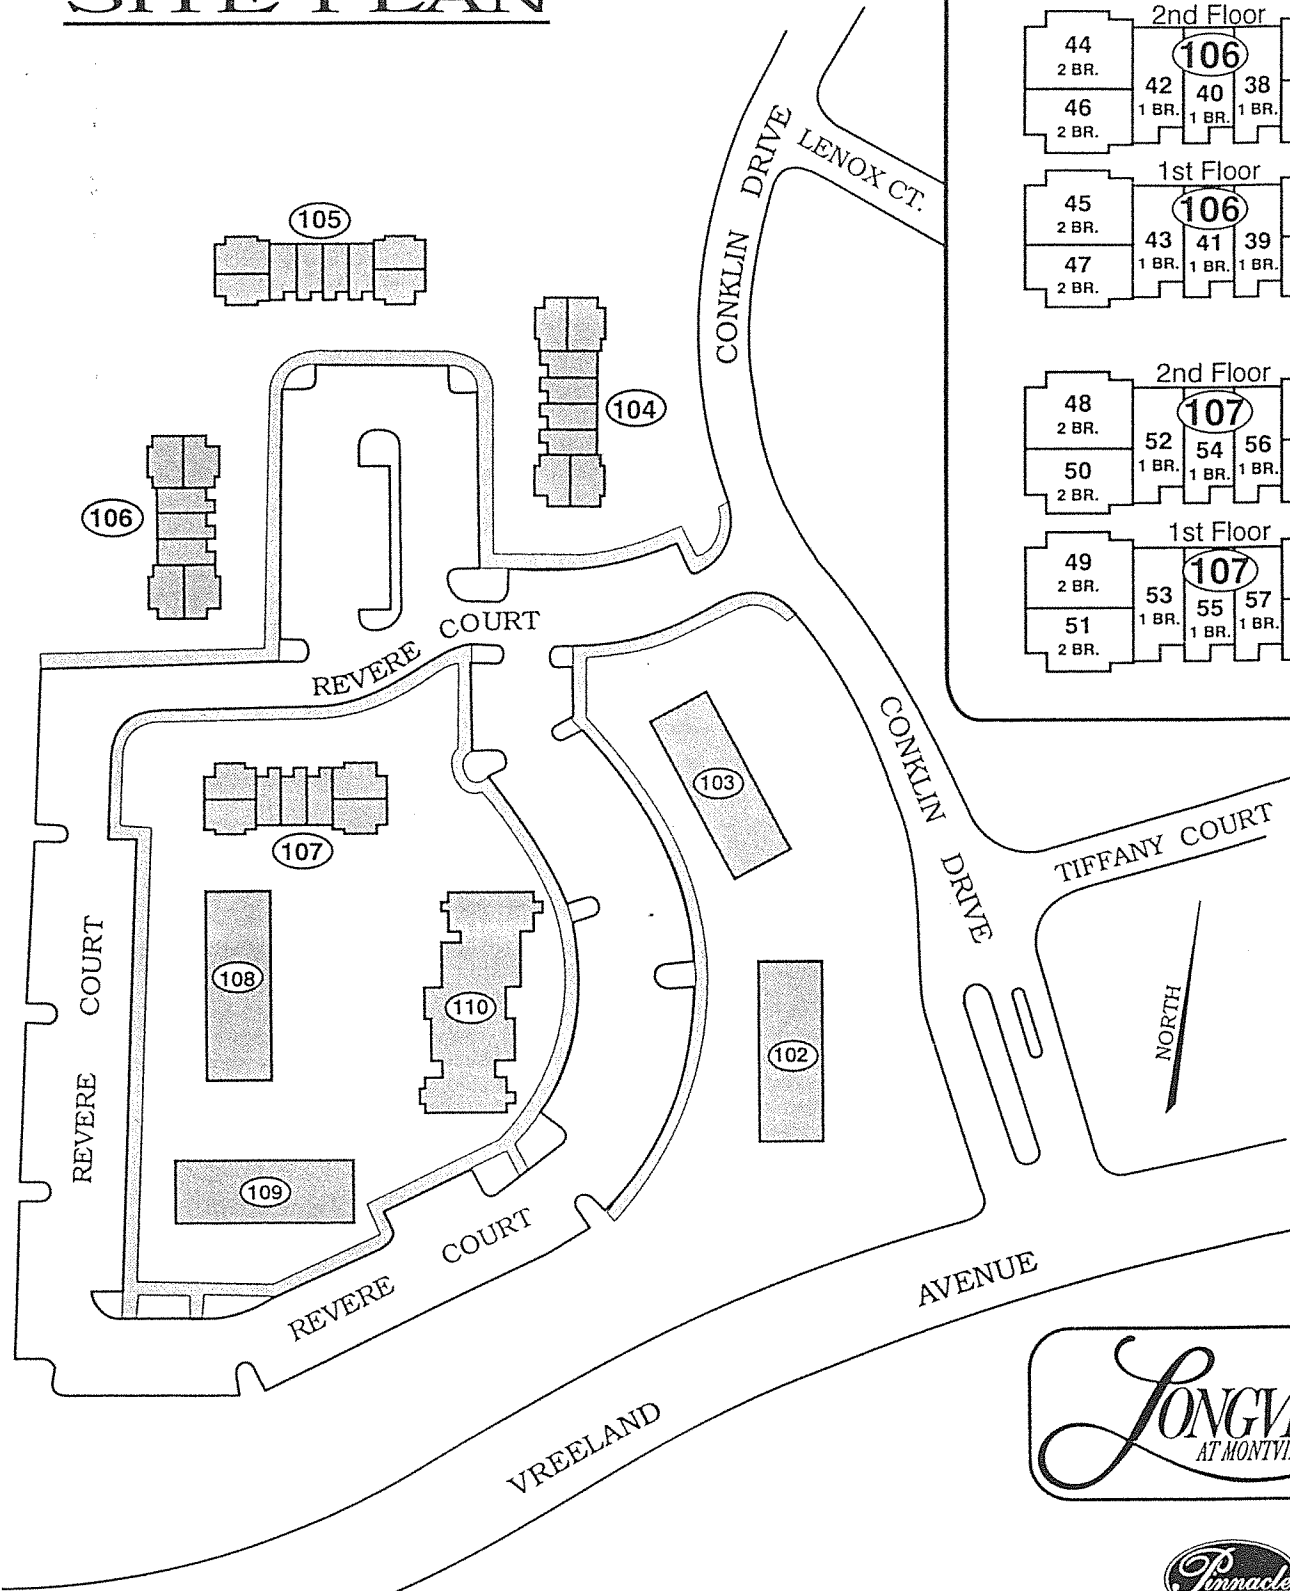 SITE PLAN
2nd Floor
106
44
2 BR.
42
1 BR.
40
1 BR.
38
1 BR.
46
2 BR.
1st Floor
106
45
2 BR.
43
1 BR.
41
1 BR.
39
1 BR.
47
2 BR.
2nd Floor
107
48
2 BR.
52
1 BR.
54
1 BR.
56
1 BR.
50
2 BR.
1st Floor
107
49
2 BR.
53
1 BR.
55
1 BR.
57
1 BR.
51
2 BR.
CONKLIN DRIVE
LENOX CT.
105
104
106
REVERE COURT
103
107
CONKLIN DRIVE
TIFFANY COURT
REVERE COURT
108
110
102
NORTH
109
REVERE COURT
VREELAND AVENUE
Pinnacle